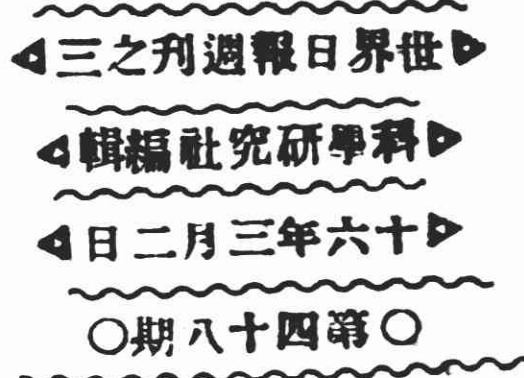 世界日報週刊之三
科學研究社編輯
十六年三月二日
○第四十八期○